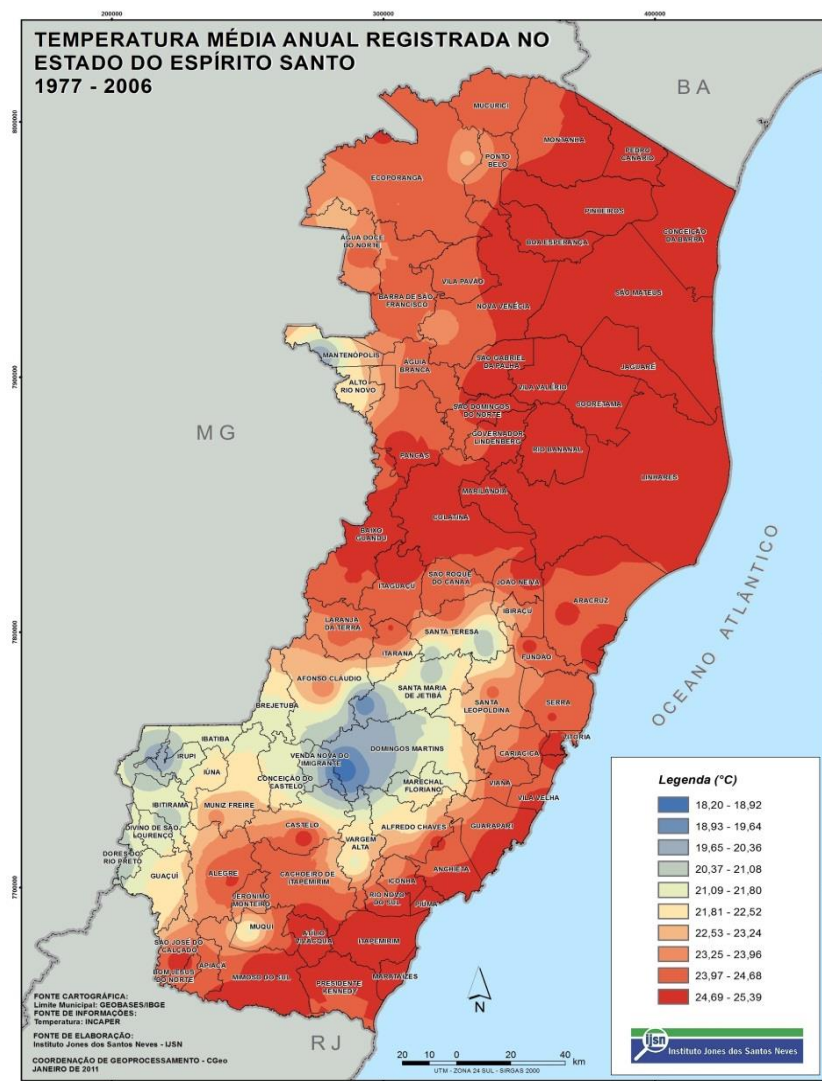 200000
300000
400000
TEMPERATURA MÉDIA ANUAL REGISTRADA NO
ESTADO DO ESPÍRITO SANTO
1977 - 2006
BA
8000000
7900000
7800000
7700000
MUCURICI
MONTANHA
PEDRO
CANÁRIO
PONTO
BELO
ECOPORANGA
PINHEIROS
CONCEIÇÃO
DA BARRA
BOA ESPERANÇA
ÁGUA DOCE
DO NORTE
VILA PAVÃO
SÃO MATEUS
BARRA DE SÃO
FRANCISCO
NOVA VENÉCIA
MANTENÓPOLIS
ÁGUIA
BRANCA
SÃO GABRIEL
DA PALHA
JAGUARÉ
ALTO
RIO NOVO
VILA VALÉRIO
SOORETAMA
SÃO DOMINGOS
DO NORTE
MG
GOVERNADOR
LINDENBERG
RIO BANANAL
PANCAS
LINHARES
MARILÂNDIA
COLATINA
BAIXO
GUANDU
OCEANO ATLÂNTICO
SÃO ROQUE
DO CANAÃ
JOÃO NEIVA
ITAGUAÇU
ARACRUZ
IBIRAÇU
LARANJA
DA TERRA
SANTA TERESA
ITARANA
FUNDÃO
AFONSO CLÁUDIO
SANTA MARIA
DE JETIBÁ
SANTA
LEOPOLDINA
SERRA
BREJETUBA
IBATIBA
VITÓRIA
DOMINGOS MARTINS
VENDA NOVA DO
IMIGRANTE
CARIACICA
IRUPI
IÚNA
CONCEIÇÃO DO
CASTELO
MARECHAL
FLORIANO
VIANA
VILA VELHA
IBITIRAMA
MUNIZ FREIRE
DIVINO DE SÃO
LOURENÇO
CASTELO
ALFREDO CHAVES
GUARAPARI
VARGEM
ALTA
DORES DO
RIO PRETO
GUAÇUÍ
ALEGRE
CACHOEIRO DE
ITAPEMIRIM
ANCHIETA
ICONHA
JERÔNIMO
MONTEIRO
RIO NOVO
DO SUL
PIÚMA
MUQUI
ATÍLIO
VIVÁCQUA
ITAPEMIRIM
SÃO JOSÉ DO
CALÇADO
APIACÁ
BOM JESUS
DO NORTE
MIMOSO DO SUL
MARATAÍZES
PRESIDENTE
KENNEDY
RJ
N
Legenda (°C)
18,20 - 18,92
18,93 - 19,64
19,65 - 20,36
20,37 - 21,08
21,09 - 21,80
21,81 - 22,52
22,53 - 23,24
23,25 - 23,96
23,97 - 24,68
24,69 - 25,39
ijsn
Instituto Jones dos Santos Neves
FONTE CARTOGRÁFICA:
Limite Municipal: GEOBASES/IBGE
FONTE DE INFORMAÇÕES:
Temperatura: INCAPER
FONTE DE ELABORAÇÃO:
Instituto Jones dos Santos Neves - IJSN
COORDENAÇÃO DE GEOPROCESSAMENTO - CGeo
JANEIRO DE 2011
20 10 0 20 40
km
UTM - ZONA 24 SUL - SIRGAS 2000